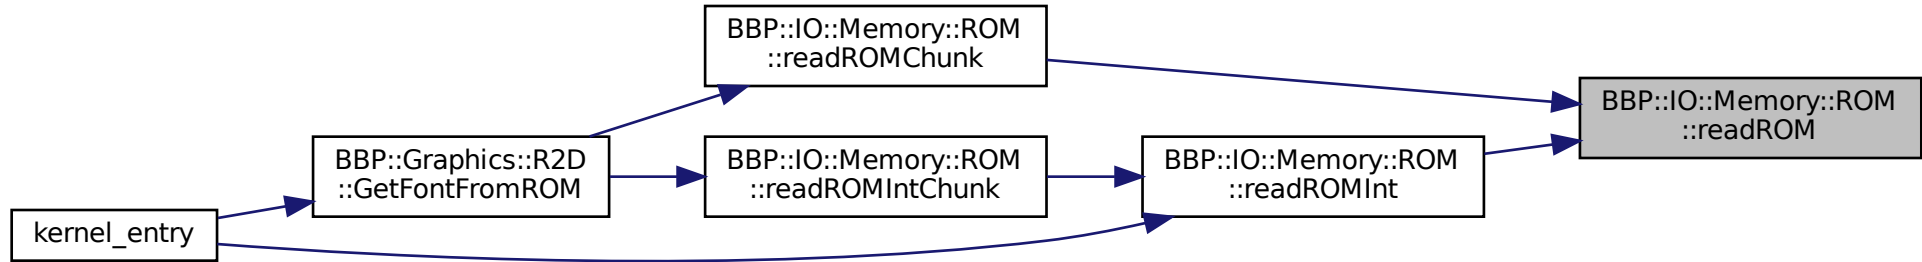 BBP::IO::Memory::ROM
::readROMChunk
BBP::IO::Memory::ROM
::readROM
BBP::Graphics::R2D
::GetFontFromROM
BBP::IO::Memory::ROM
::readROMIntChunk
BBP::IO::Memory::ROM
::readROMInt
kernel_entry